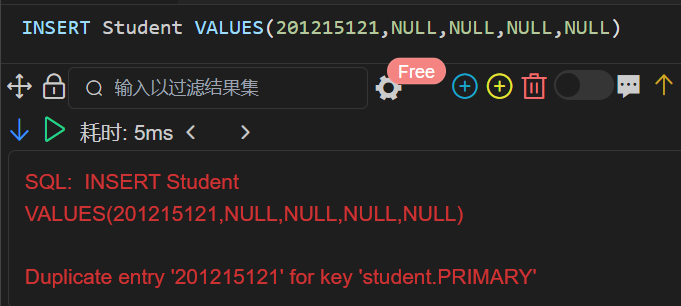 INSERT Student VALUES(201215121,NULL,NULL,NULL,NULL)
Free
输入以过滤结果集
耗时: 5ms
SQL: INSERT Student
VALUES(201215121,NULL,NULL,NULL,NULL)
Duplicate entry '201215121' for key 'student.PRIMARY'